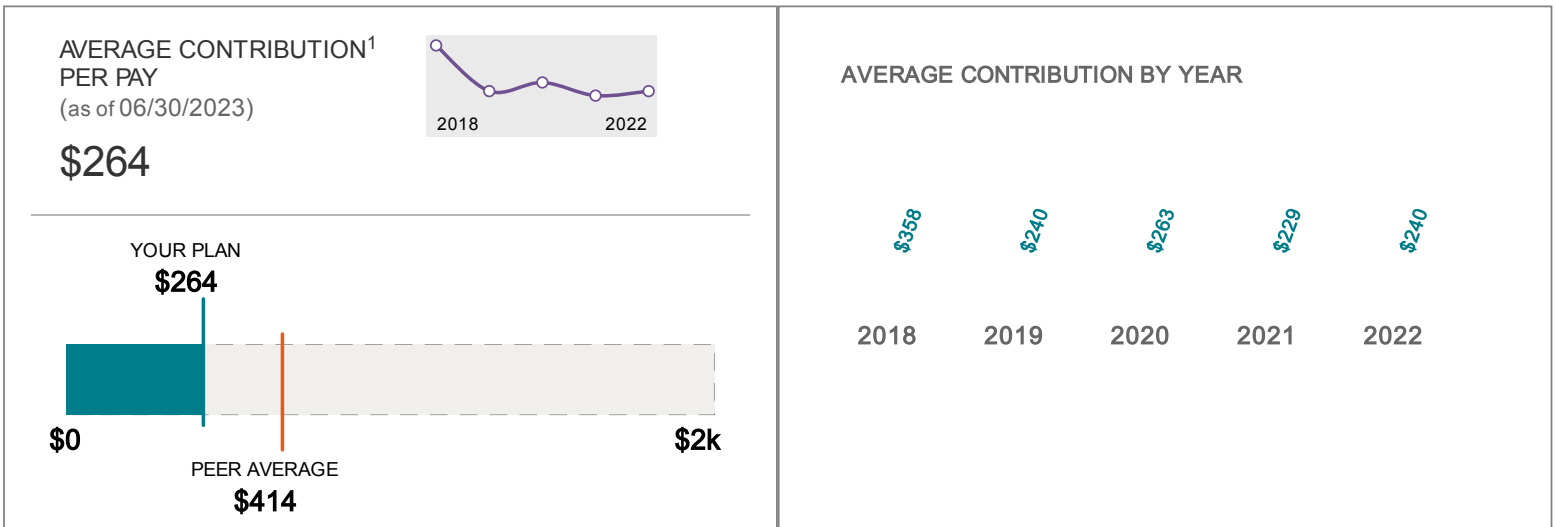 AVERAGE CONTRIBUTION1
PER PAY
(as of 06/30/2023)
$264
2018 2022
YOUR PLAN
$264
$0 $2k
PEER AVERAGE
$414
AVERAGE CONTRIBUTION BY YEAR
$358 $240 $263 $229 $240
2018 2019 2020 2021 2022